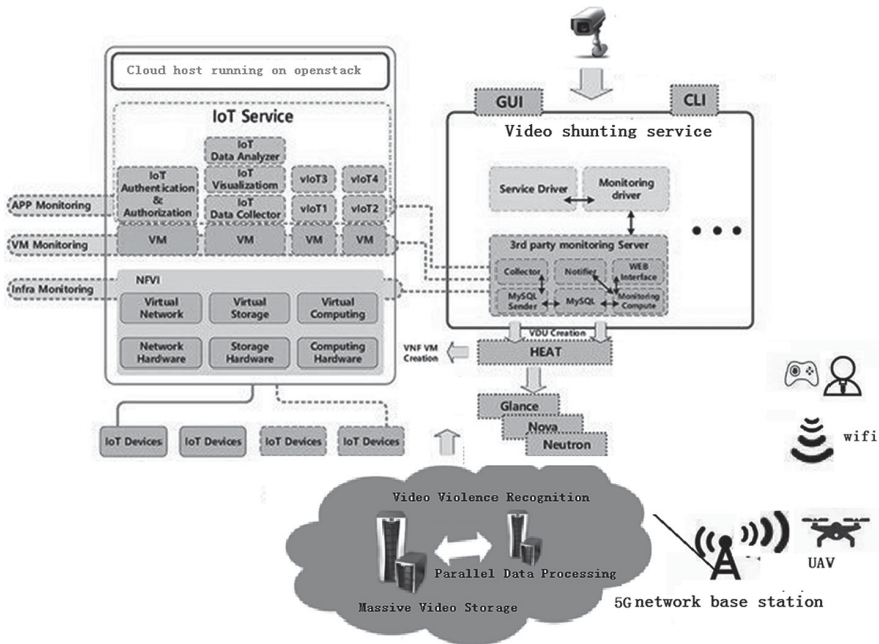 Cloud host running on openstack
IoT Service
IoT
Data Analyzer
IoT
Authentication
&
Authorization
IoT
Visualizatiom
IoT
Data Collector
vIoT3
vIoT4
vIoT1
vIoT2
VM
VM
VM
VM
APP Monitoring
VM Monitoring
Infra Monitoring
NFVI
Virtual
Network
Virtual
Storage
Virtual
Computing
Network
Hardware
Storage
Hardware
Computing
Hardware
IoT Devices
IoT Devices
IoT Devices
IoT Devices
GUI
CLI
Video shunting service
Service Driver
Monitoring
driver
3rd party monitoring Server
Collector
Notifier
WEB
Interface
MySQL
Sender
MySQL
Monitoring
Compute
VDU Creation
VNF VM
Creation
HEAT
Glance
Nova
Neutron
Video Violence Recognition
Parallel Data Processing
Massive Video Storage
wifi
UAV
5G network base station